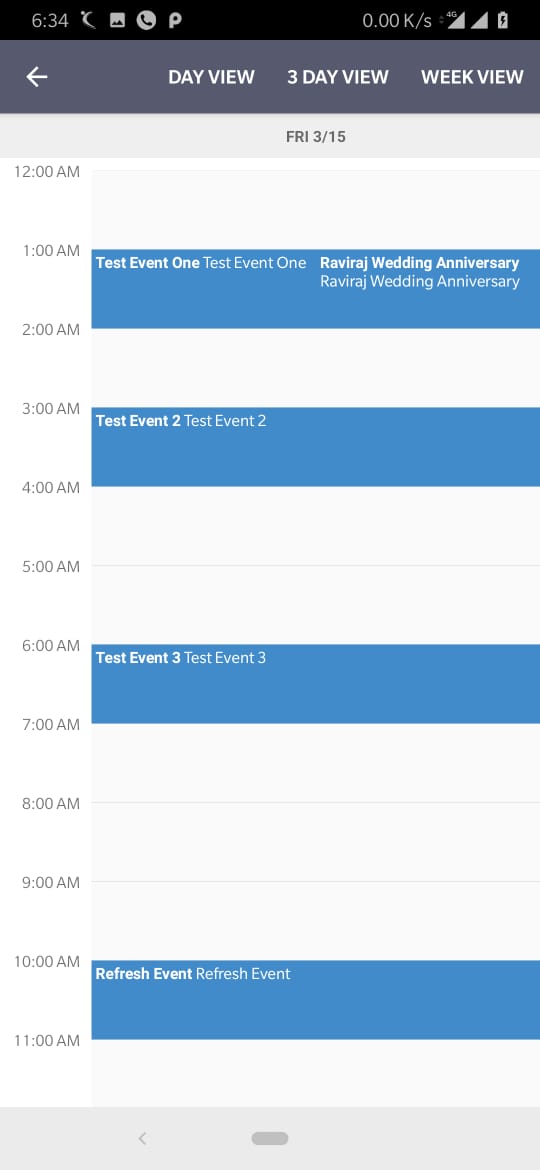 6:34 0.00 K/s 4G
DAY VIEW 3 DAY VIEW WEEK VIEW
FRI 3/15
12:00 AM
1:00 AM
Test Event One Test Event One
Raviraj Wedding Anniversary
Raviraj Wedding Anniversary
2:00 AM
3:00 AM
Test Event 2 Test Event 2
4:00 AM
5:00 AM
6:00 AM
Test Event 3 Test Event 3
7:00 AM
8:00 AM
9:00 AM
10:00 AM
Refresh Event Refresh Event
11:00 AM